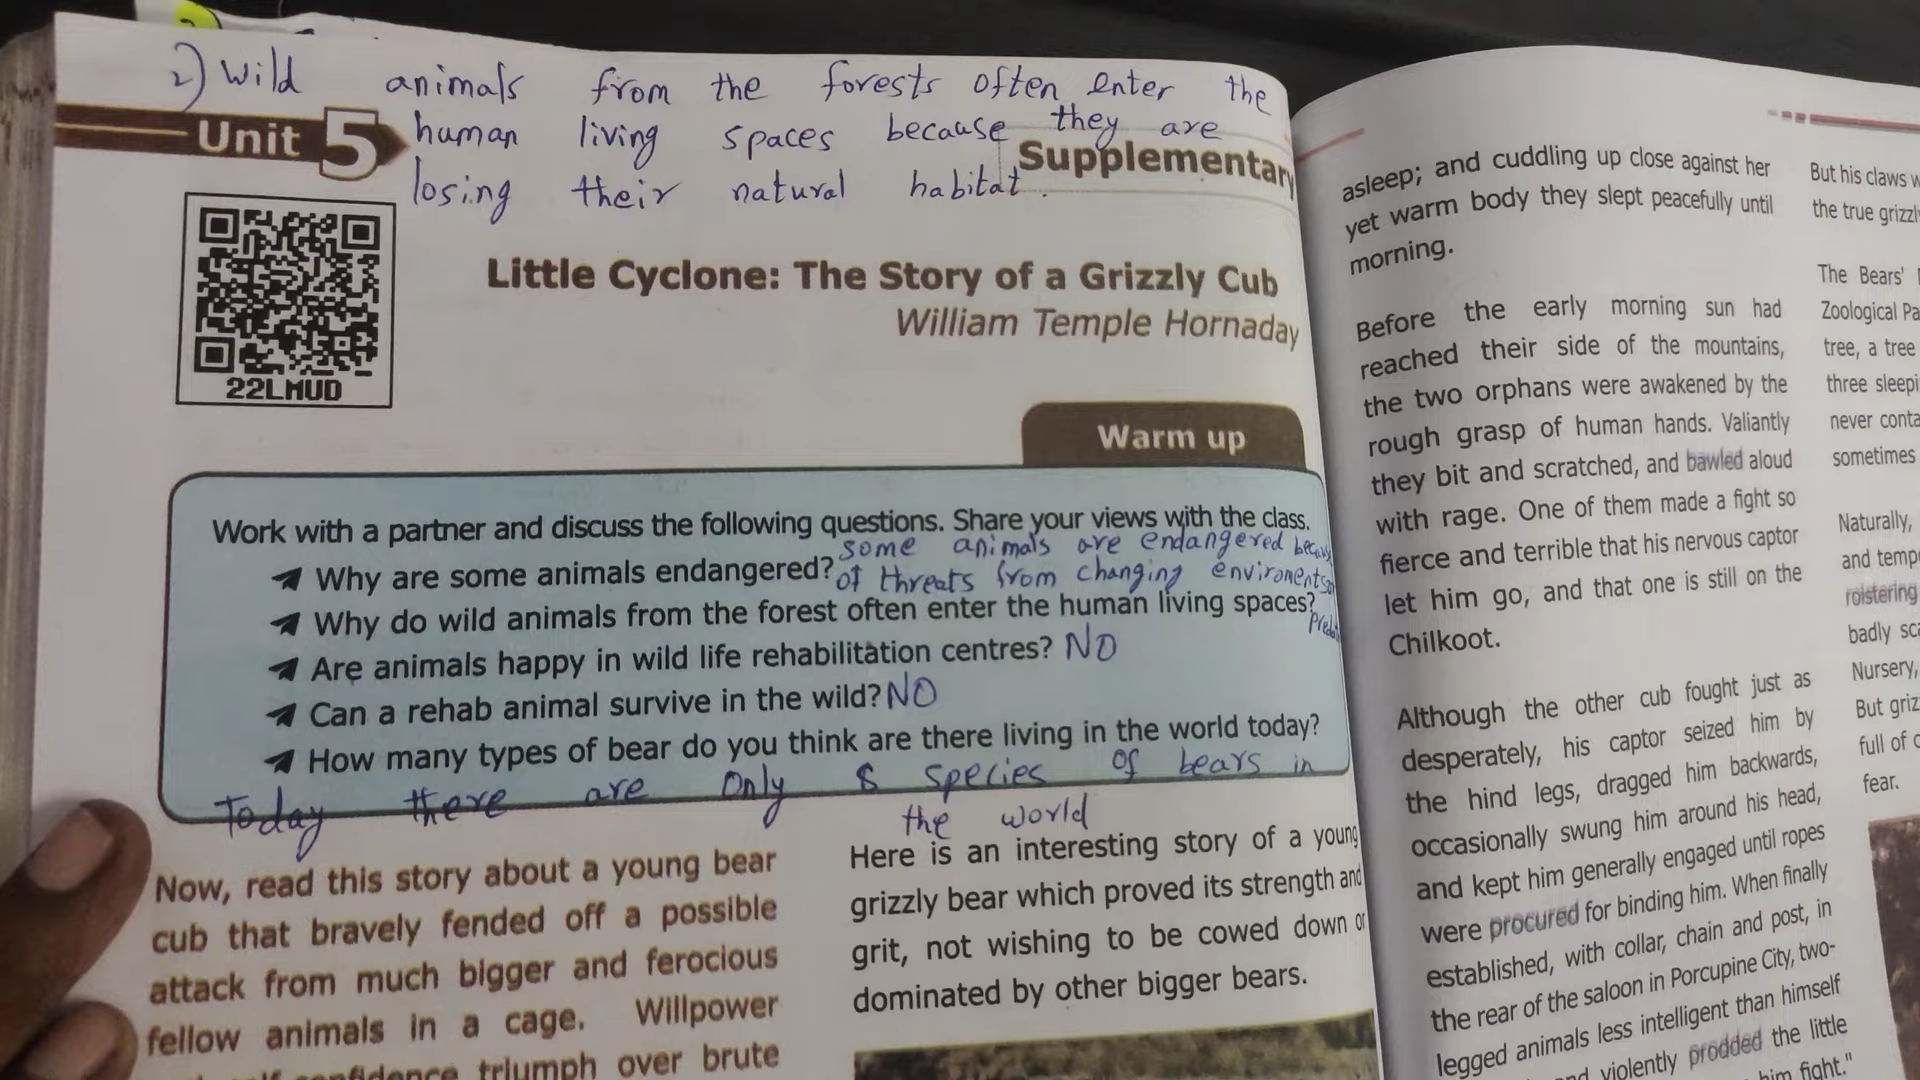 2) Wild animals from the forests often enter the
human living spaces because they are
losing their natural habitat.
Unit 5
Supplementary
22LMUD
Little Cyclone: The Story of a Grizzly Cub
William Temple Hornaday
Warm up
Work with a partner and discuss the following questions. Share your views with the class.
some animals are endangered
Why are some animals endangered?
of threats from changing enviroments
Why do wild animals from the forest often enter the human living spaces?
Are animals happy in wild life rehabilitation centres? NO
Can a rehab animal survive in the wild? NO
How many types of bear do you think are there living in the world today?
Today there are only 8 species of bears in
the world
Now, read this story about a young bear
cub that bravely fended off a possible
attack from much bigger and ferocious
fellow animals in a cage. Willpower
confidence triumph over brute
Here is an interesting story of a young
grizzly bear which proved its strength and
grit, not wishing to be cowed down or
dominated by other bigger bears.
asleep; and cuddling up close against her
yet warm body they slept peacefully until
morning.
Before the early morning sun had
reached their side of the mountains,
the two orphans were awakened by the
rough grasp of human hands. Valiantly
they bit and scratched, and bawled aloud
with rage. One of them made a fight so
fierce and terrible that his nervous captor
let him go, and that one is still on the
Chilkoot.
Although the other cub fought just as
desperately, his captor seized him by
the hind legs, dragged him backwards,
occasionally swung him around his head,
and kept him generally engaged until ropes
were procured for binding him. When finally
established, with collar, chain and post, in
the rear of the saloon in Porcupine City, two-
legged animals less intelligent than himself
violently prodded the little
him fight."
But his claws
the true
The Bears'
Zoological
tree, a tree
three
never
sometimes
Naturally,
and
roistering
badly
Nursery,
But
full of
fear.